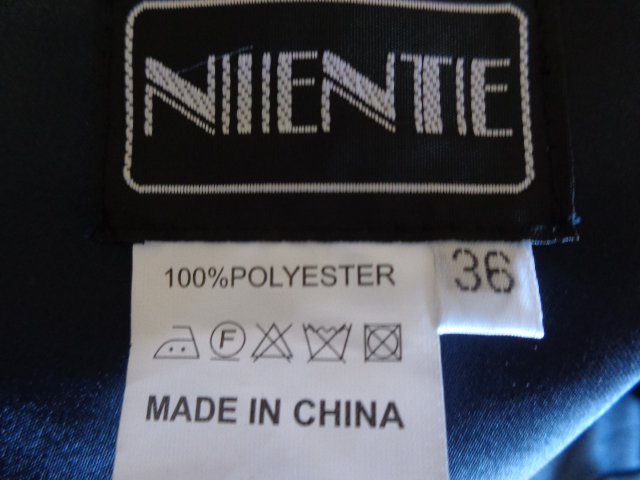 NIENTE
100%POLYESTER
36
F
MADE IN CHINA